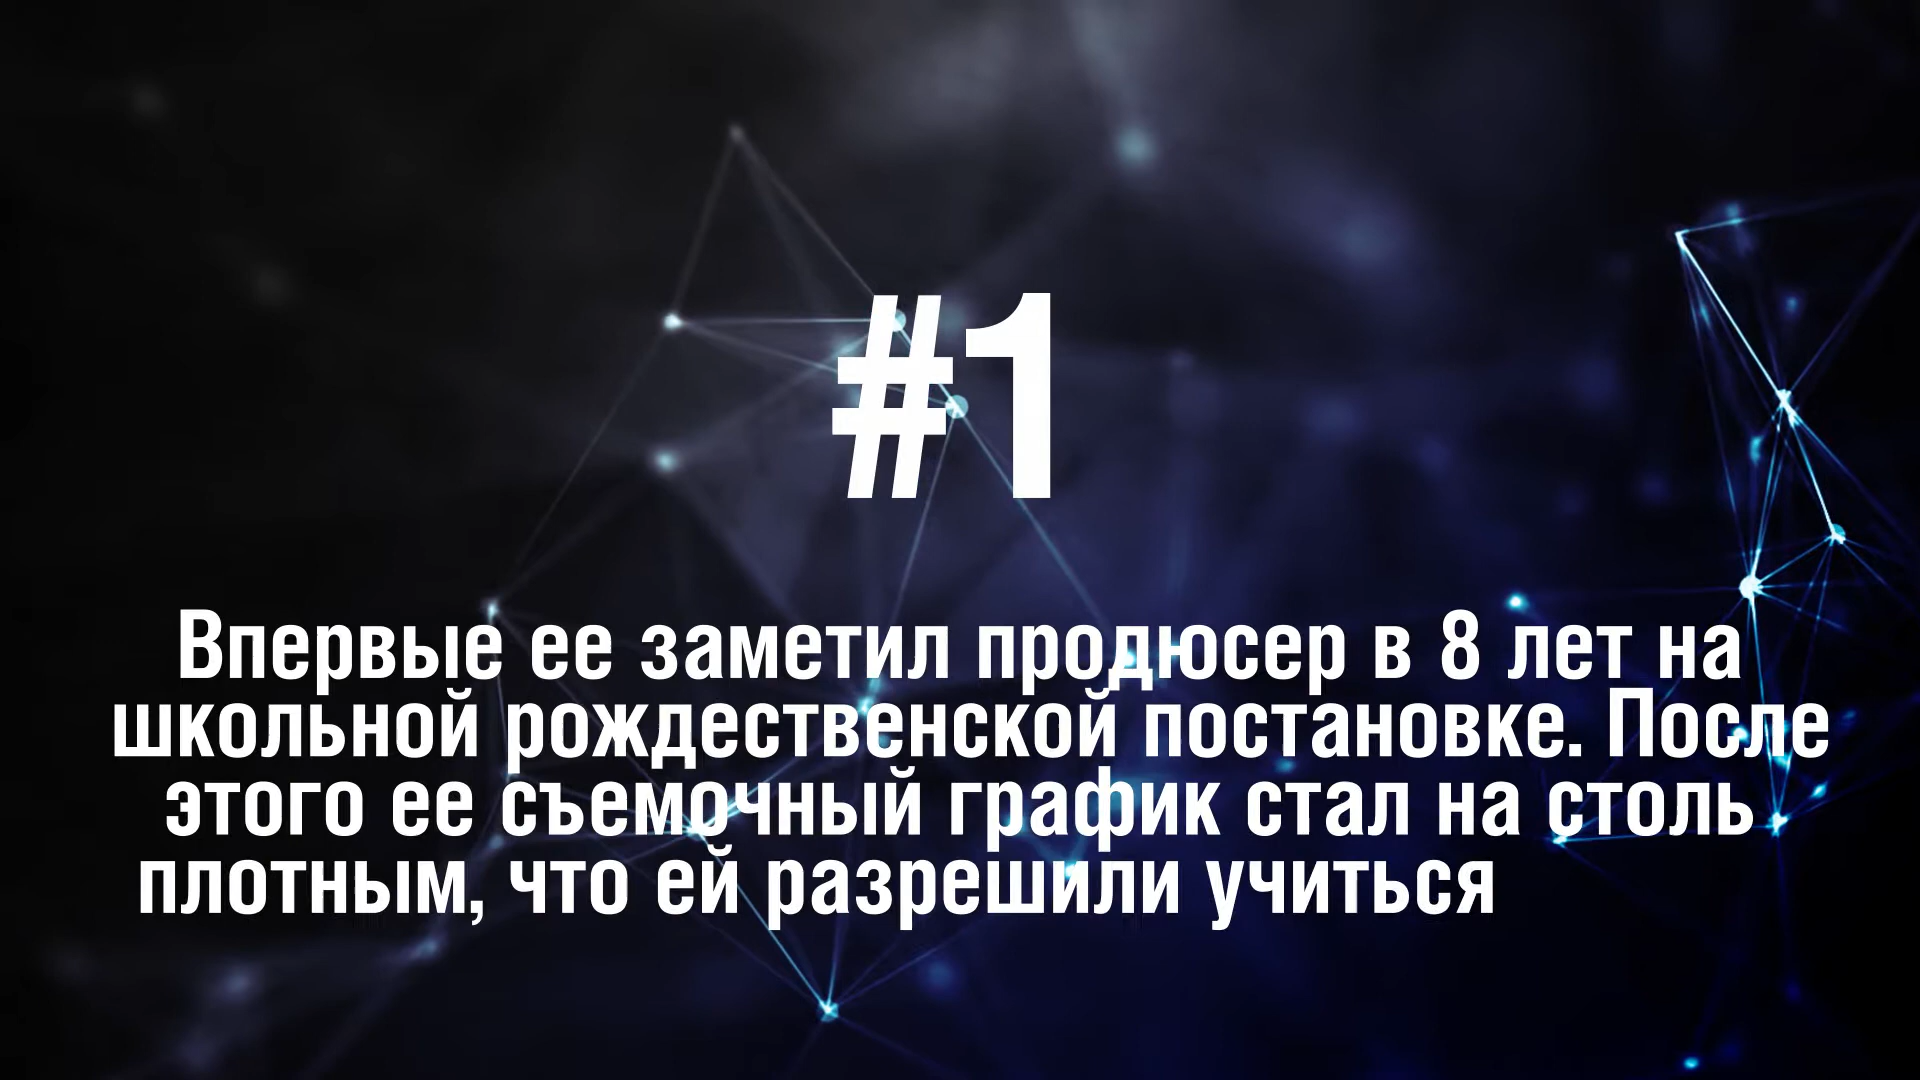 #1
Впервые ее заметил продюсер в 8 лет на
школьной рождественской постановке. После
этого ее съемочный график стал на столь
плотным, что ей разрешили учиться